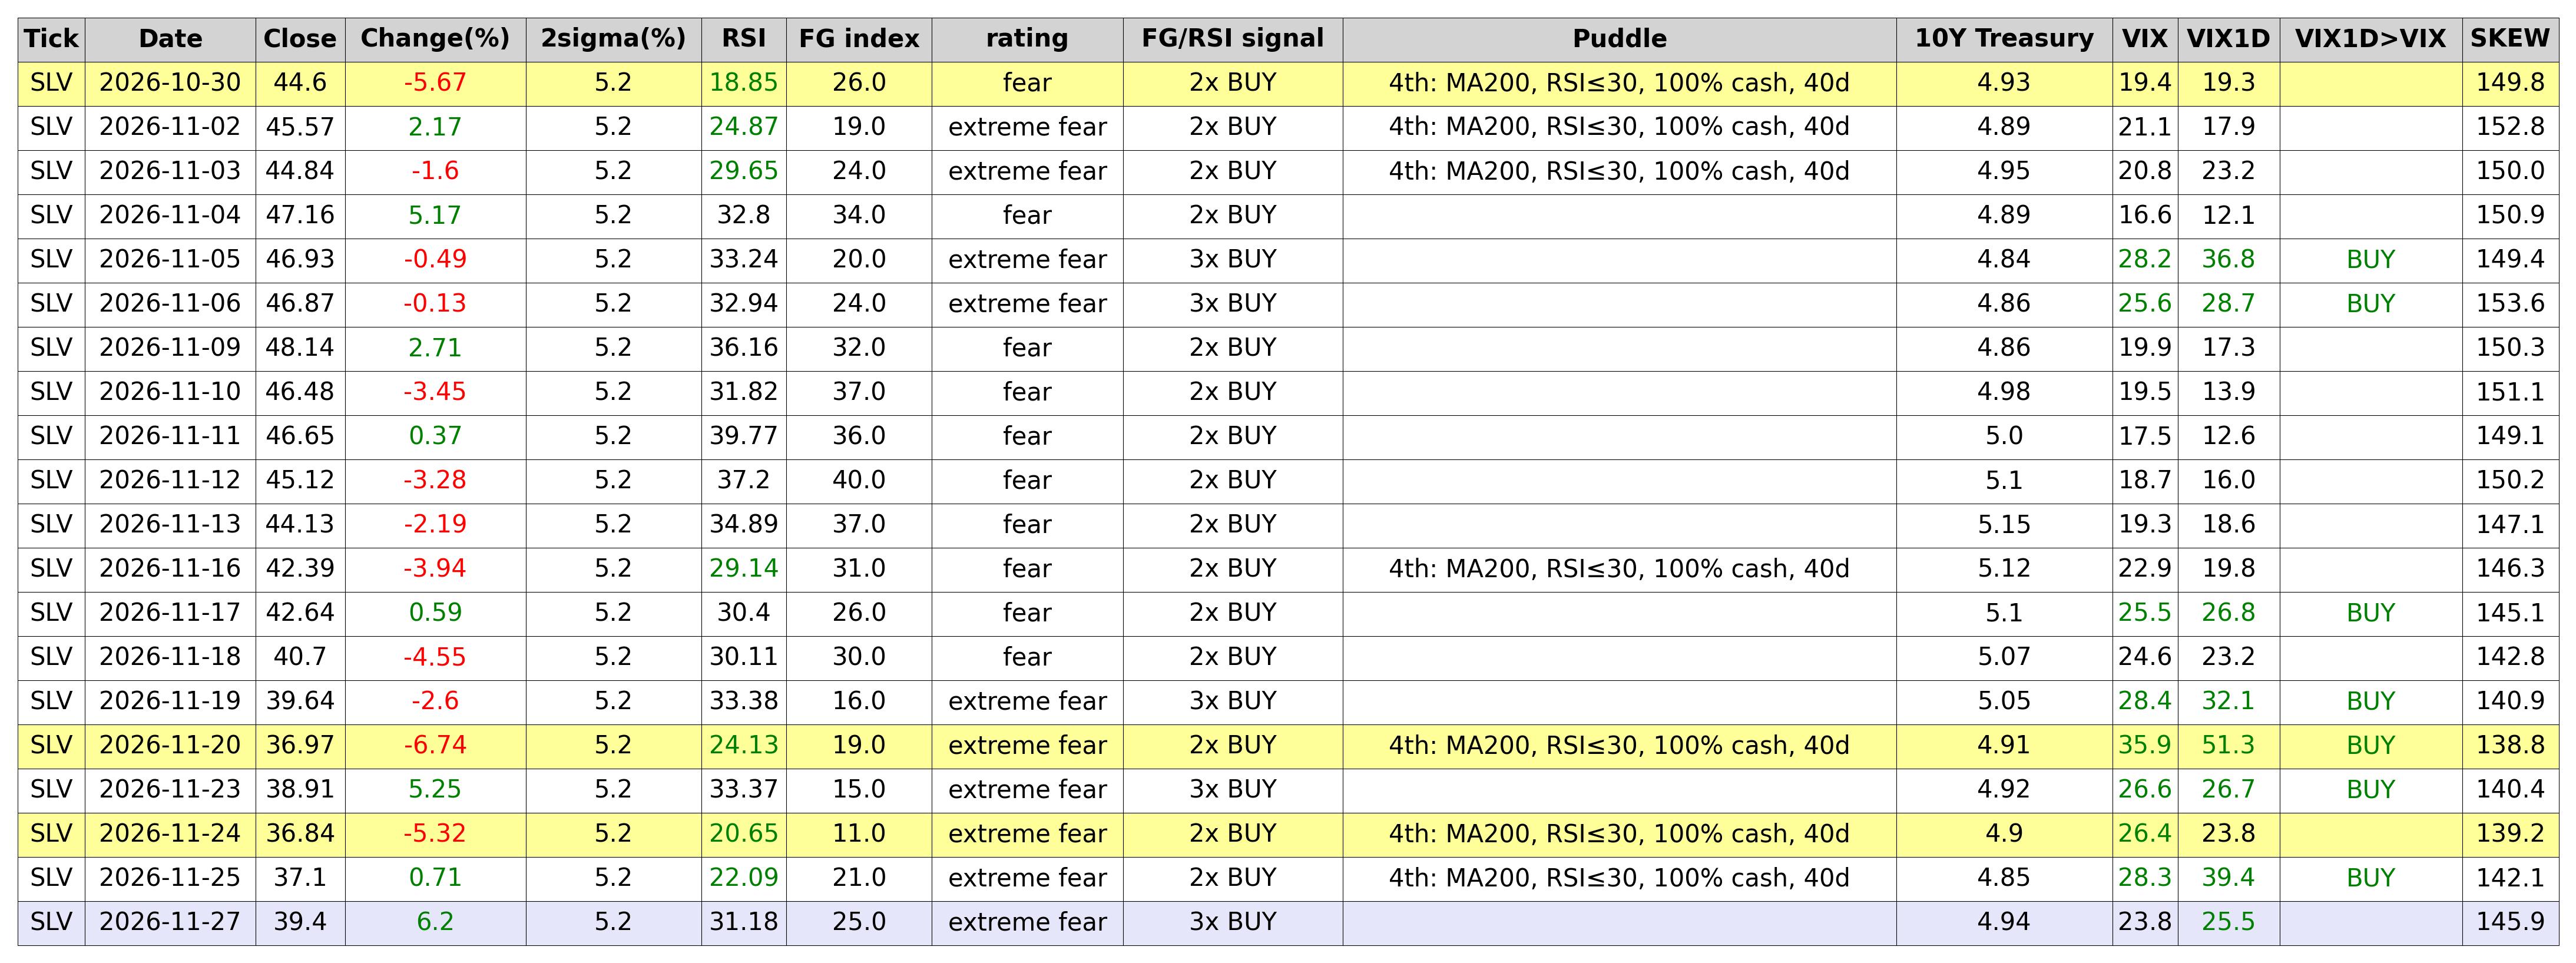 Tick Date Close Change(%) 2sigma(%) RSI FG index rating FG/RSI signal Puddle 10Y Treasury VIX VIX1D VIX1D>VIX SKEW
SLV 2026-10-30 44.6 -5.67 5.2 18.85 26.0 fear 2x BUY 4th: MA200, RSI≤30, 100% cash, 40d 4.93 19.4 19.3 149.8
SLV 2026-11-02 45.57 2.17 5.2 24.87 19.0 extreme fear 2x BUY 4th: MA200, RSI≤30, 100% cash, 40d 4.89 21.1 17.9 152.8
SLV 2026-11-03 44.84 -1.6 5.2 29.65 24.0 extreme fear 2x BUY 4th: MA200, RSI≤30, 100% cash, 40d 4.95 20.8 23.2 150.0
SLV 2026-11-04 47.16 5.17 5.2 32.8 34.0 fear 2x BUY 4.89 16.6 12.1 150.9
SLV 2026-11-05 46.93 -0.49 5.2 33.24 20.0 extreme fear 3x BUY 4.84 28.2 36.8 BUY 149.4
SLV 2026-11-06 46.87 -0.13 5.2 32.94 24.0 extreme fear 3x BUY 4.86 25.6 28.7 BUY 153.6
SLV 2026-11-09 48.14 2.71 5.2 36.16 32.0 fear 2x BUY 4.86 19.9 17.3 150.3
SLV 2026-11-10 46.48 -3.45 5.2 31.82 37.0 fear 2x BUY 4.98 19.5 13.9 151.1
SLV 2026-11-11 46.65 0.37 5.2 39.77 36.0 fear 2x BUY 5.0 17.5 12.6 149.1
SLV 2026-11-12 45.12 -3.28 5.2 37.2 40.0 fear 2x BUY 5.1 18.7 16.0 150.2
SLV 2026-11-13 44.13 -2.19 5.2 34.89 37.0 fear 2x BUY 5.15 19.3 18.6 147.1
SLV 2026-11-16 42.39 -3.94 5.2 29.14 31.0 fear 2x BUY 4th: MA200, RSI≤30, 100% cash, 40d 5.12 22.9 19.8 146.3
SLV 2026-11-17 42.64 0.59 5.2 30.4 26.0 fear 2x BUY 5.1 25.5 26.8 BUY 145.1
SLV 2026-11-18 40.7 -4.55 5.2 30.11 30.0 fear 2x BUY 5.07 24.6 23.2 142.8
SLV 2026-11-19 39.64 -2.6 5.2 33.38 16.0 extreme fear 3x BUY 5.05 28.4 32.1 BUY 140.9
SLV 2026-11-20 36.97 -6.74 5.2 24.13 19.0 extreme fear 2x BUY 4th: MA200, RSI≤30, 100% cash, 40d 4.91 35.9 51.3 BUY 138.8
SLV 2026-11-23 38.91 5.25 5.2 33.37 15.0 extreme fear 3x BUY 4.92 26.6 26.7 BUY 140.4
SLV 2026-11-24 36.84 -5.32 5.2 20.65 11.0 extreme fear 2x BUY 4th: MA200, RSI≤30, 100% cash, 40d 4.9 26.4 23.8 139.2
SLV 2026-11-25 37.1 0.71 5.2 22.09 21.0 extreme fear 2x BUY 4th: MA200, RSI≤30, 100% cash, 40d 4.85 28.3 39.4 BUY 142.1
SLV 2026-11-27 39.4 6.2 5.2 31.18 25.0 extreme fear 3x BUY 4.94 23.8 25.5 145.9